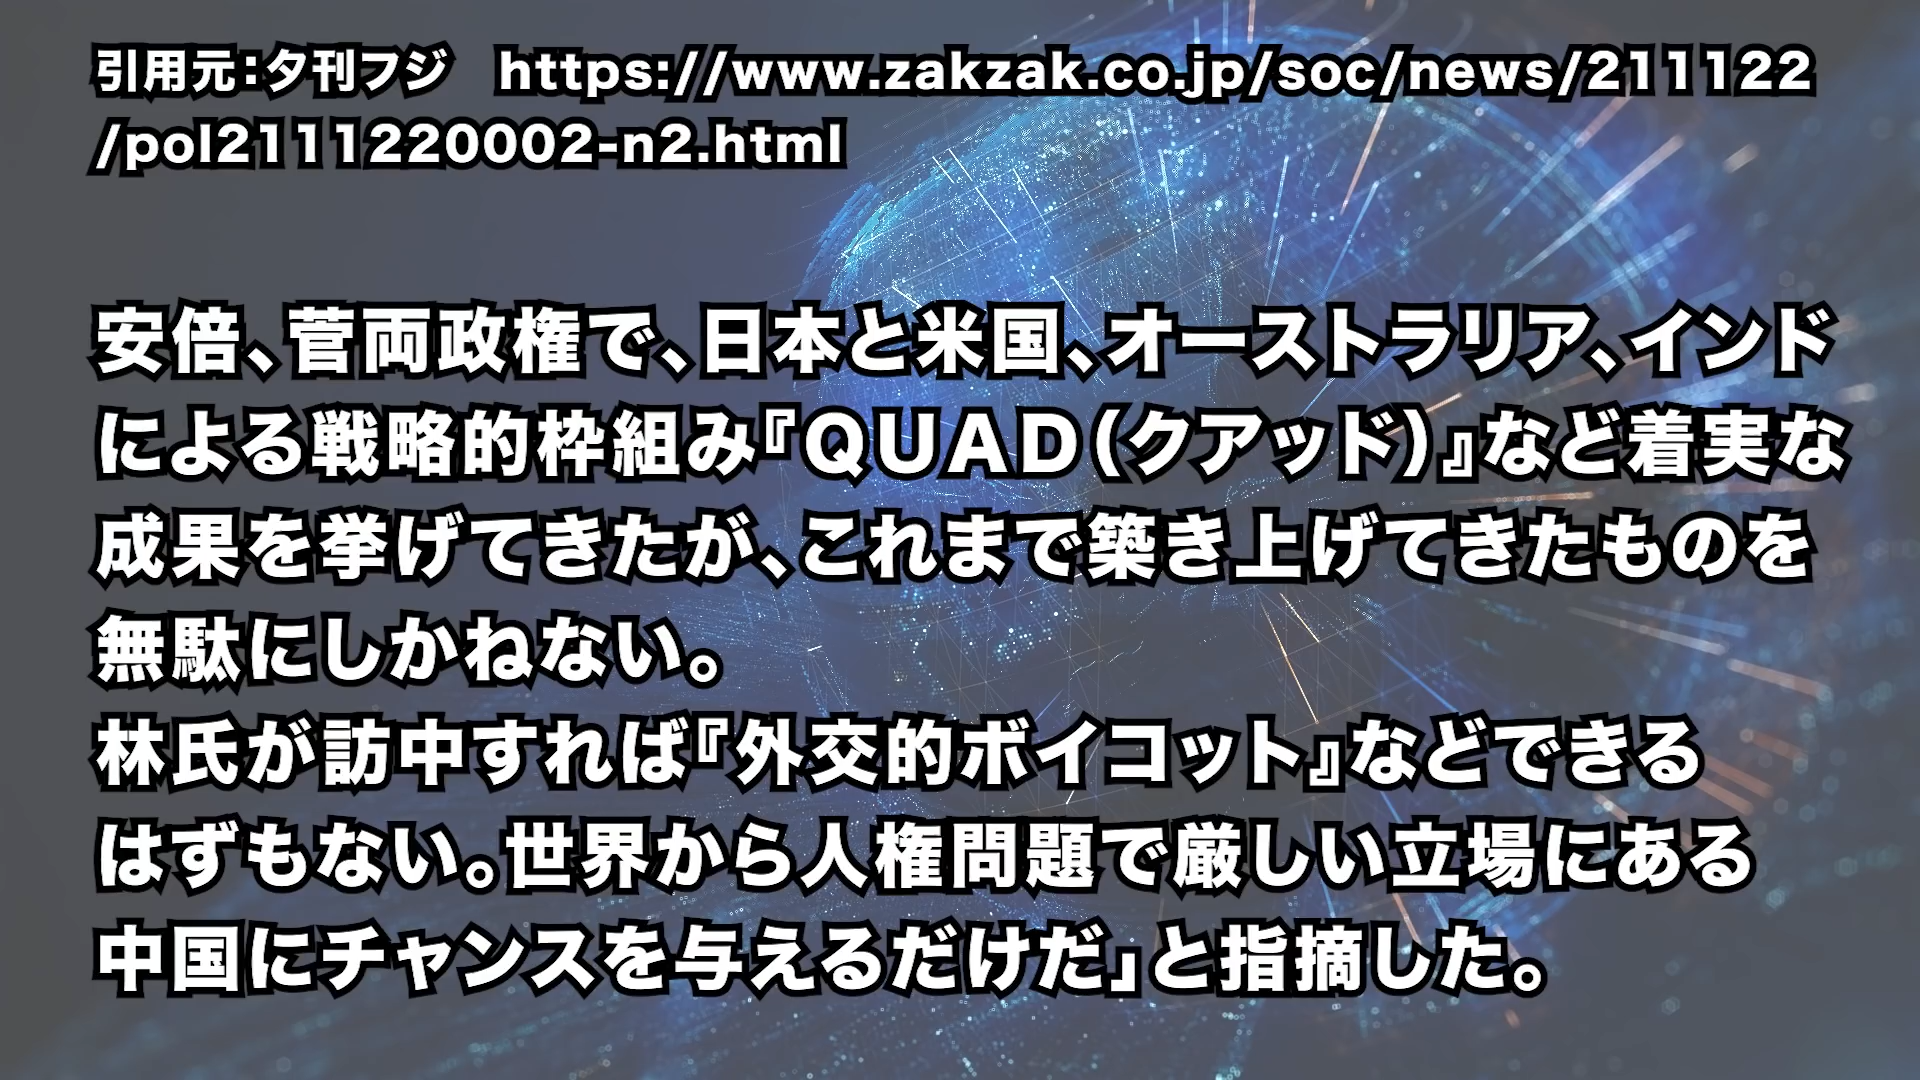 引用元：夕刊フジ　https://www.zakzak.co.jp/soc/news/211122
/pol2111220002-n2.html
安倍、菅両政権で、日本と米国、オーストラリア、インド
による戦略的枠組み『ＱＵＡＤ（クアッド）』など着実な
成果を挙げてきたが、これまで築き上げてきたものを
無駄にしかねない。
林氏が訪中すれば『外交的ボイコット』などできる
はずもない。世界から人権問題で厳しい立場にある
中国にチャンスを与えるだけだ」と指摘した。